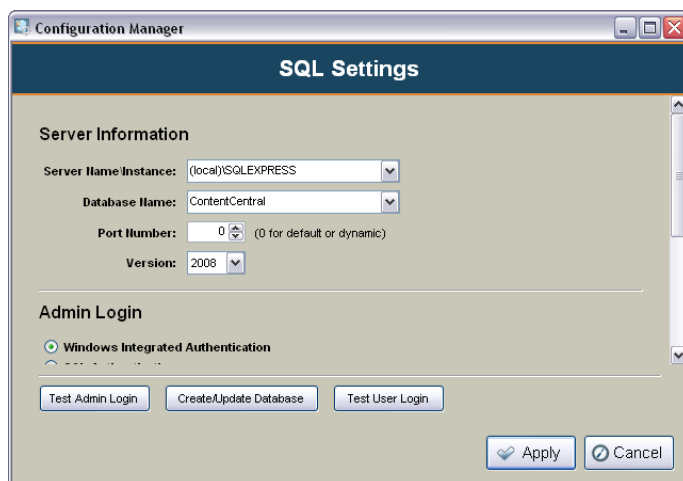 Configuration Manager
SQL Settings
Server Information
Server Name\Instance: (local)\SQLEXPRESS
Database Name: ContentCentral
Port Number: 0 (0 for default or dynamic)
Version: 2008
Admin Login
Windows Integrated Authentication
Test Admin Login Create/Update Database Test User Login
Apply Cancel